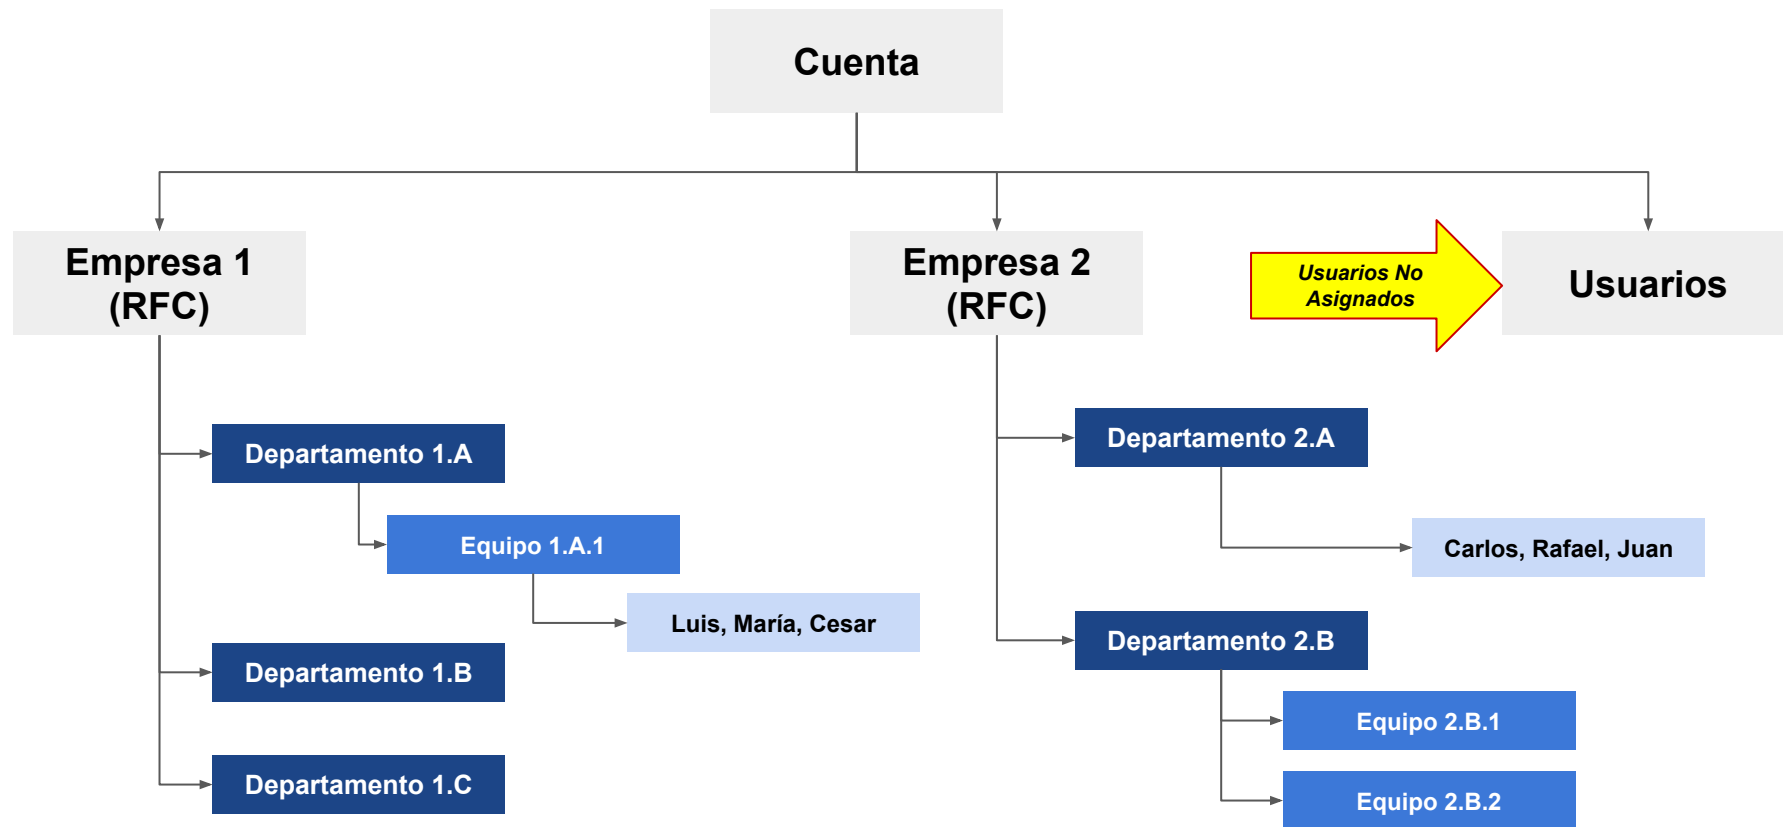 Cuenta
Empresa 1
(RFC)
Empresa 2
(RFC)
Usuarios No
Asignados
Usuarios
Departamento 1.A
Equipo 1.A.1
Luis, María, Cesar
Departamento 1.B
Departamento 1.C
Departamento 2.A
Carlos, Rafael, Juan
Departamento 2.B
Equipo 2.B.1
Equipo 2.B.2